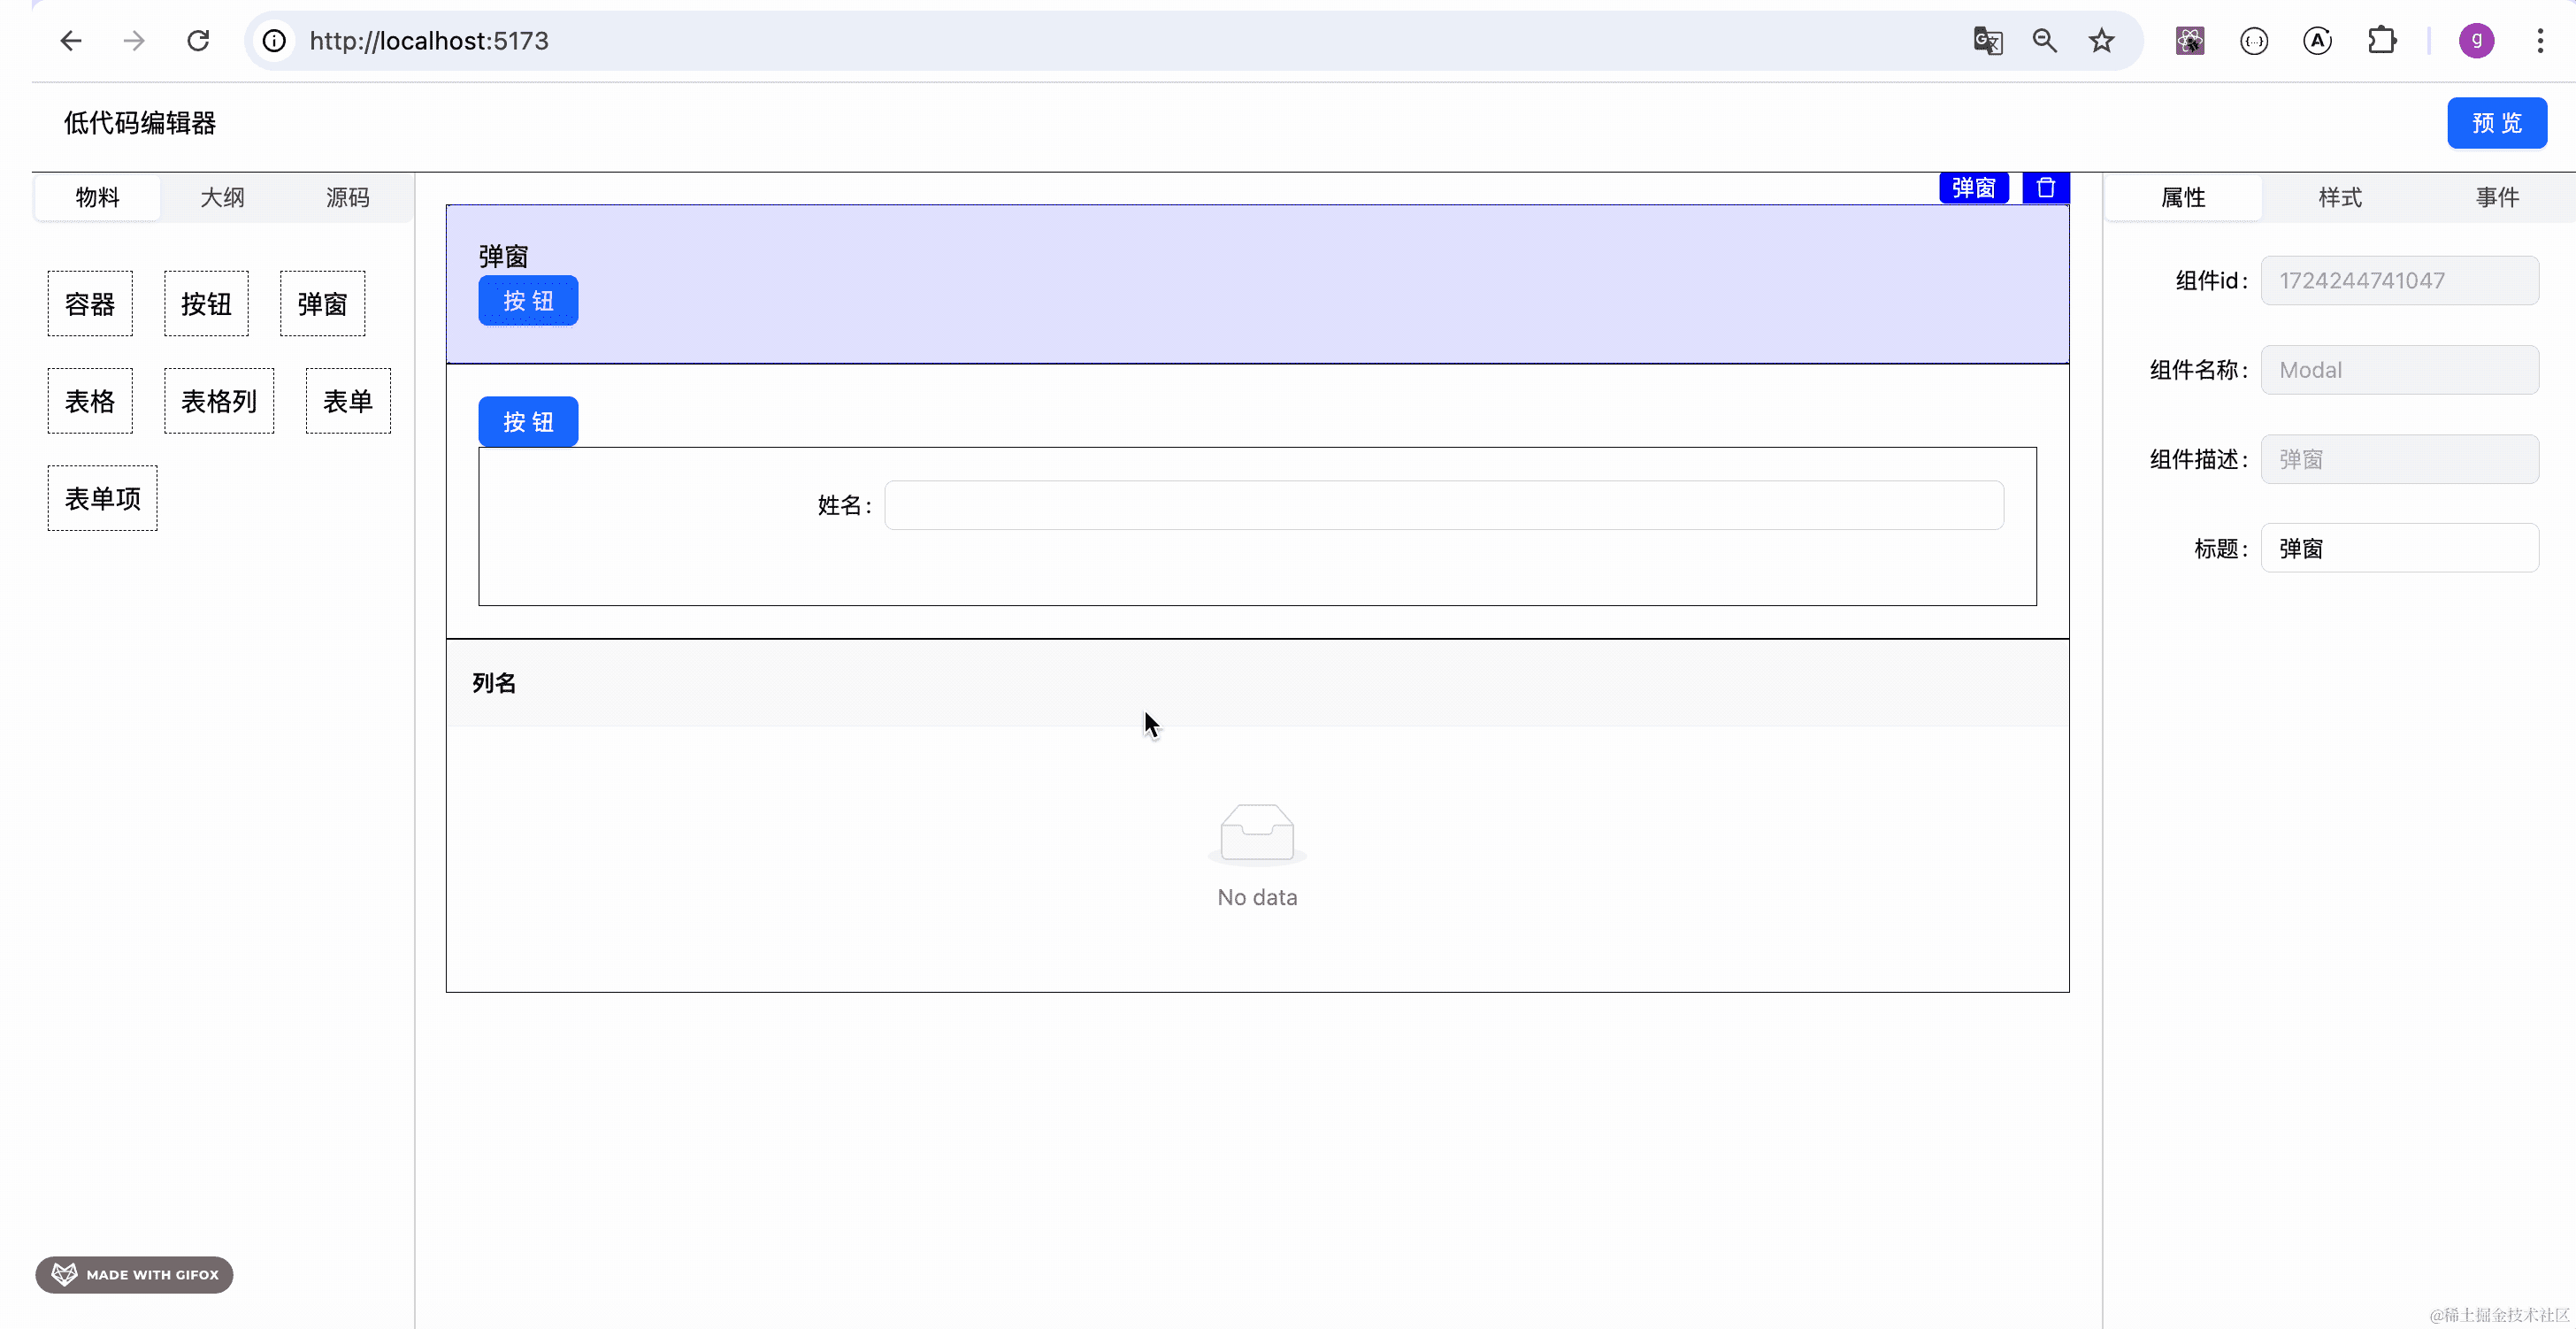 http://localhost:5173
g
低代码编辑器
预 览
物料 大纲 源码
弹窗
属性 样式 事件
容器 按钮 弹窗
表格 表格列 表单
表单项
弹窗
按 钮
按 钮
姓名:
列名
No data
组件id: 1724244741047
组件名称: Modal
组件描述: 弹窗
标题: 弹窗
MADE WITH GIFOX
@稀土掘金技术社区